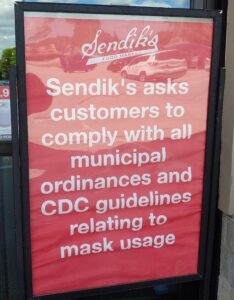 Sendik's
FOOD MARKET
Sendik's asks
customers to
comply with all
municipal
ordinances and
CDC guidelines
relating to
mask usage